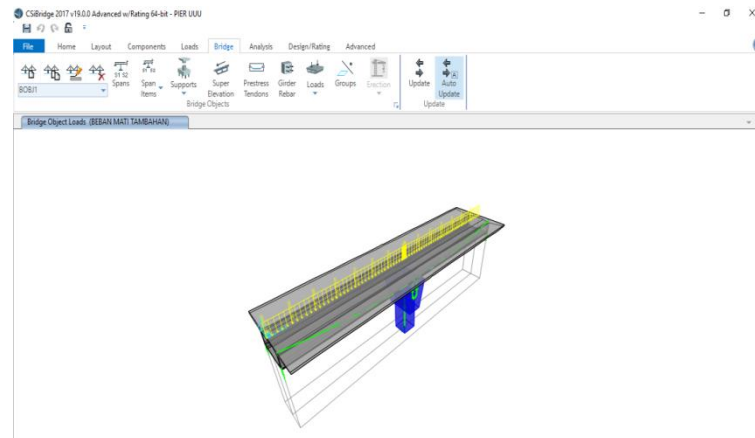 CSiBridge 2017 v19.0.0 Advanced w/Rating 64-bit - PIER UUU
File Home Layout Components Loads Bridge Analysis Design/Rating Advanced
BOBJ1
S1 S2
Spans
Span Items
Supports
Super Elevation
Prestress Tendons
Girder Rebar
Loads
Groups
Erection
Update
Auto Update
Bridge Objects
Update
Bridge Object Loads (BEBAN MATI TAMBAHAN)